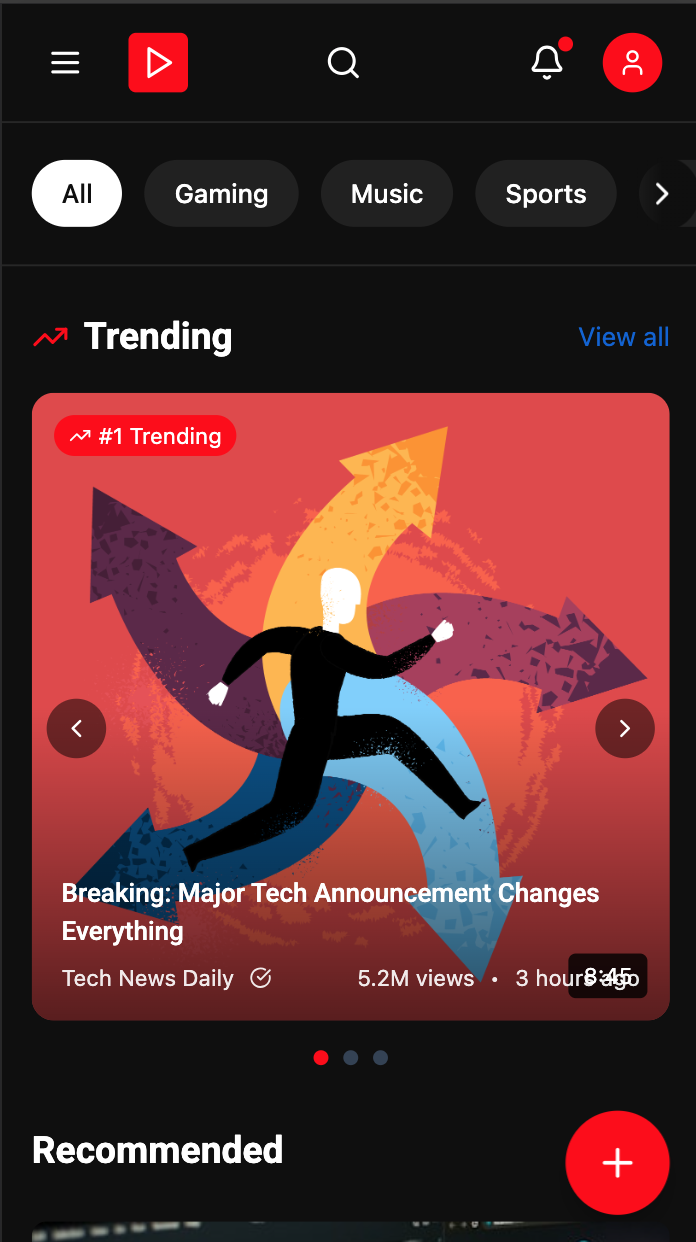 All
Gaming
Music
Sports
Trending
View all
#1 Trending
Breaking: Major Tech Announcement Changes
Everything
Tech News Daily
5.2M views • 3 hours ago
8:45
Recommended